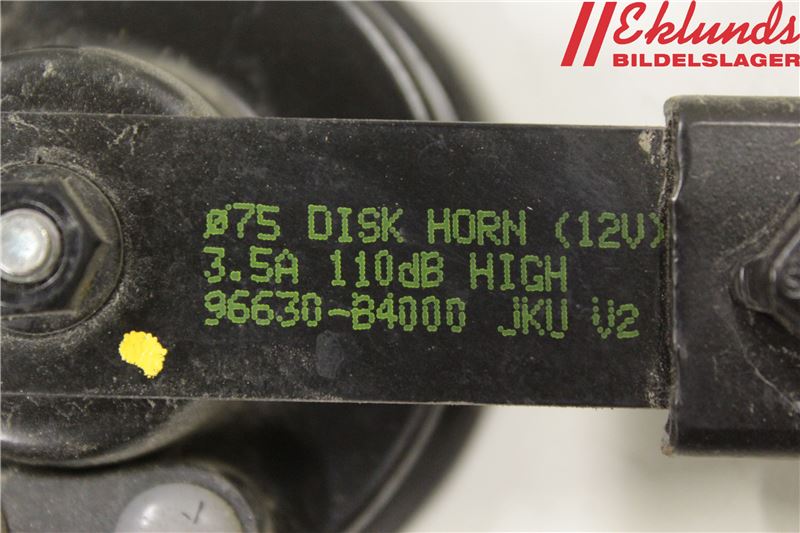 Eklunds
BILDELSLAGER
Ø75 DISK HORN (12V)
3.5A 110dB HIGH
96630-B4000 JKU V2